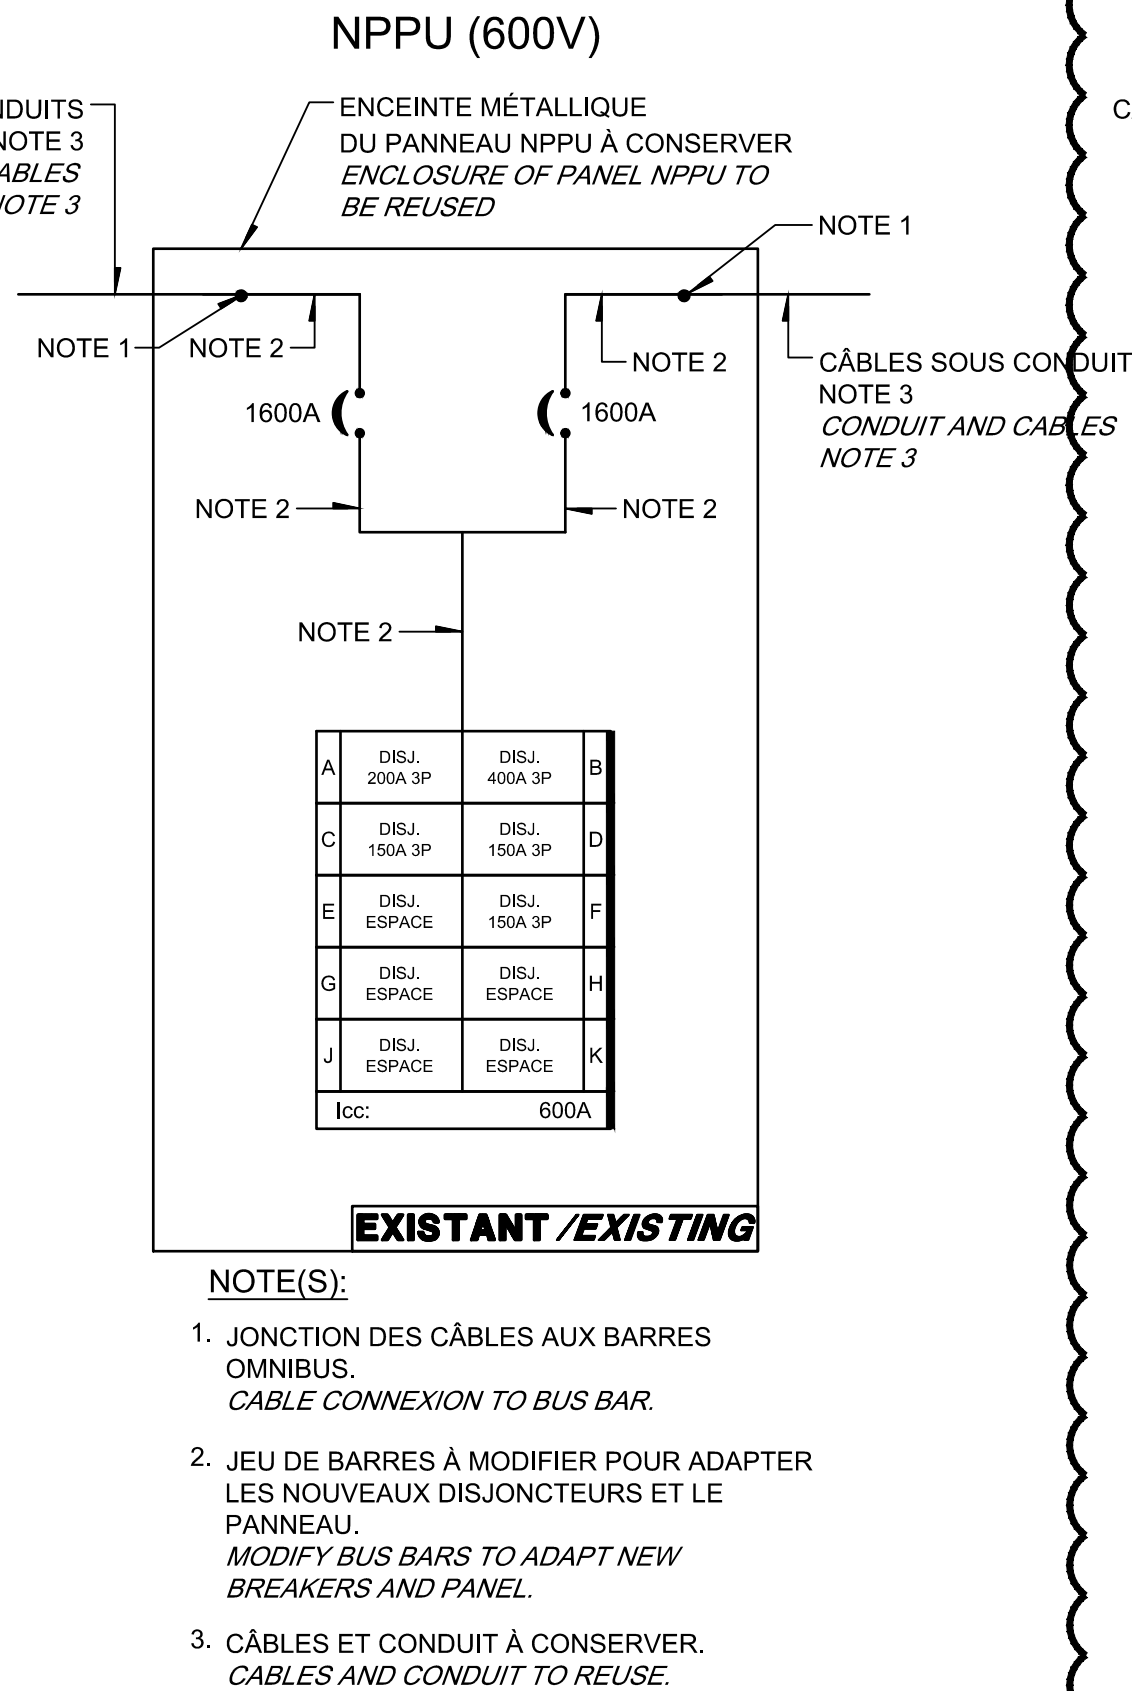 NPPU (600V)
NDUITS
NOTE 3
ABLES
NOTE 3
ENCEINTE MÉTALLIQUE
DU PANNEAU NPPU À CONSERVER
ENCLOSURE OF PANEL NPPU TO
BE REUSED
NOTE 1
NOTE 1
NOTE 2
NOTE 2
CÂBLES SOUS CONDUIT
NOTE 3
CONDUIT AND CABLES
NOTE 3
1600A
1600A
NOTE 2
NOTE 2
NOTE 2
A DISJ. 200A 3P DISJ. 400A 3P B
C DISJ. 150A 3P DISJ. 150A 3P D
E DISJ. ESPACE DISJ. 150A 3P F
G DISJ. ESPACE DISJ. ESPACE H
J DISJ. ESPACE DISJ. ESPACE K
Icc: 600A
EXISTANT /EXISTING
NOTE(S):
1. JONCTION DES CÂBLES AUX BARRES
OMNIBUS.
CABLE CONNEXION TO BUS BAR.
2. JEU DE BARRES À MODIFIER POUR ADAPTER
LES NOUVEAUX DISJONCTEURS ET LE
PANNEAU.
MODIFY BUS BARS TO ADAPT NEW
BREAKERS AND PANEL.
3. CÂBLES ET CONDUIT À CONSERVER.
CABLES AND CONDUIT TO REUSE.